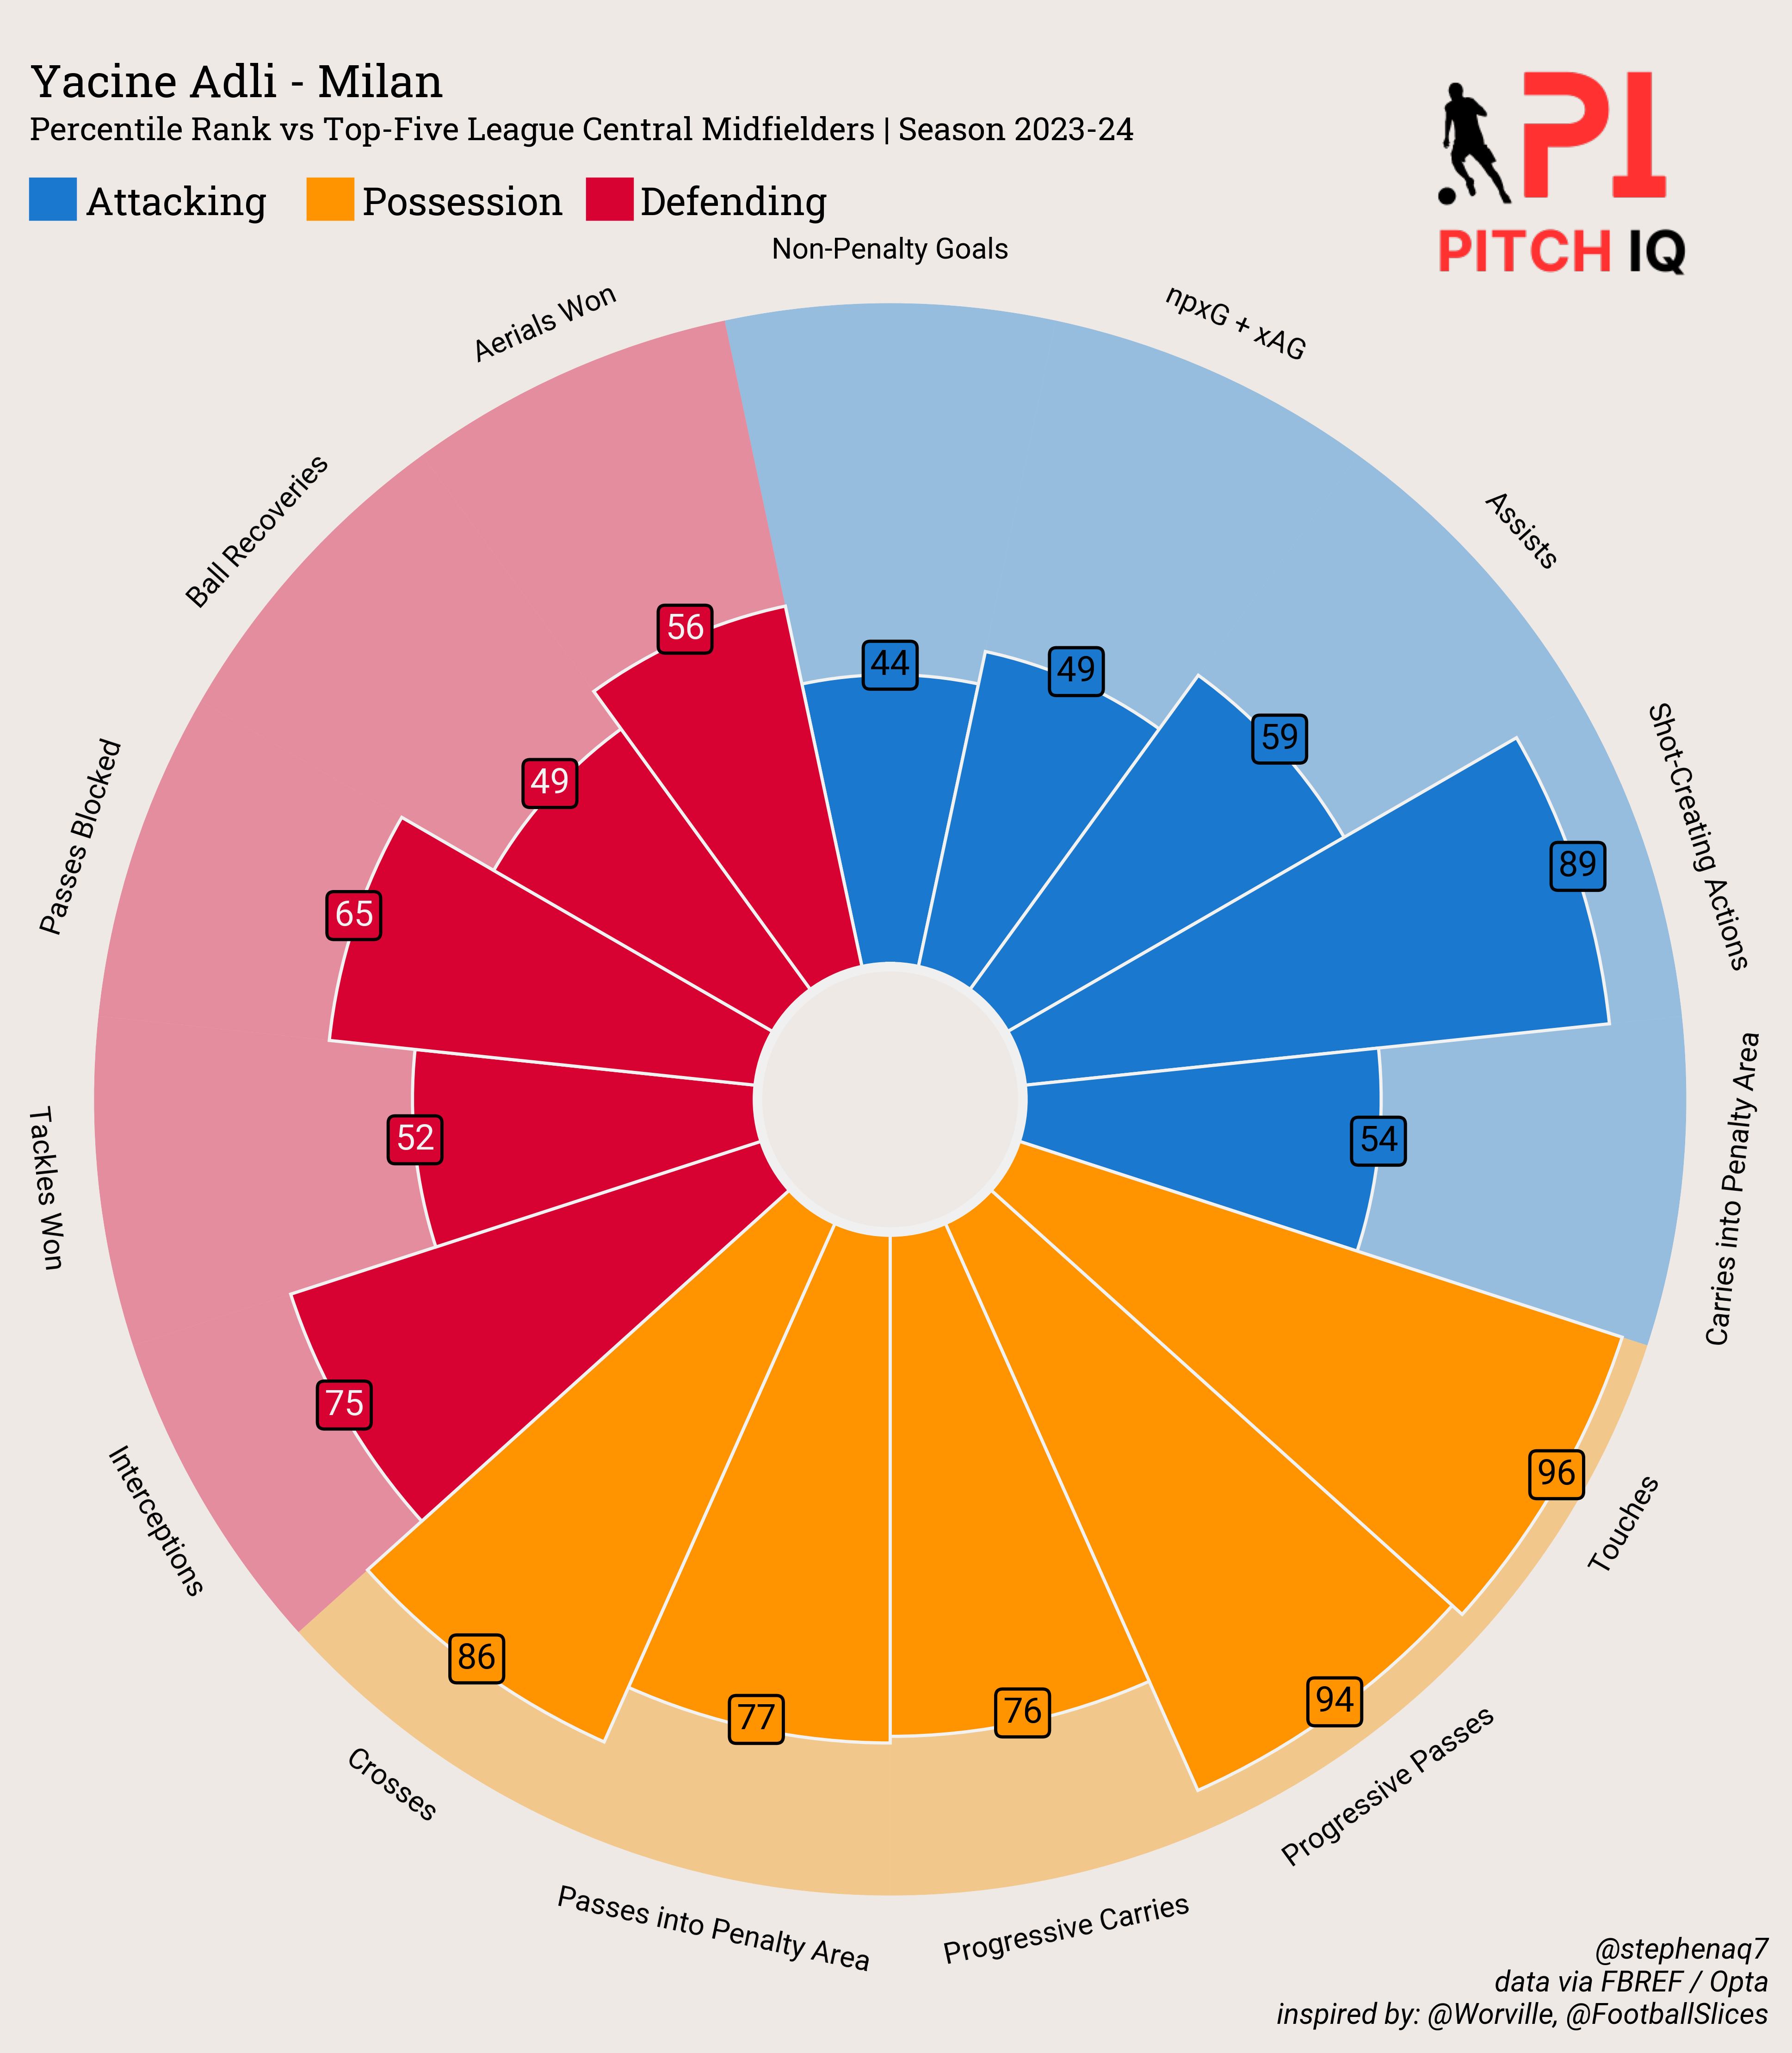 Yacine Adli - Milan
Percentile Rank vs Top-Five League Central Midfielders | Season 2023-24
Attacking
Possession
Defending
PI
PITCH IQ
Non-Penalty Goals
npxG + xAG
Assists
Shot-Creating Actions
Carries into Penalty Area
Touches
Progressive Passes
Progressive Carries
Passes into Penalty Area
Crosses
Interceptions
Tackles Won
Passes Blocked
Ball Recoveries
Aerials Won
44
49
59
89
54
96
94
76
77
86
75
52
65
49
56
@stephenaq7
data via FBREF / Opta
inspired by: @Worville, @FootballSlices